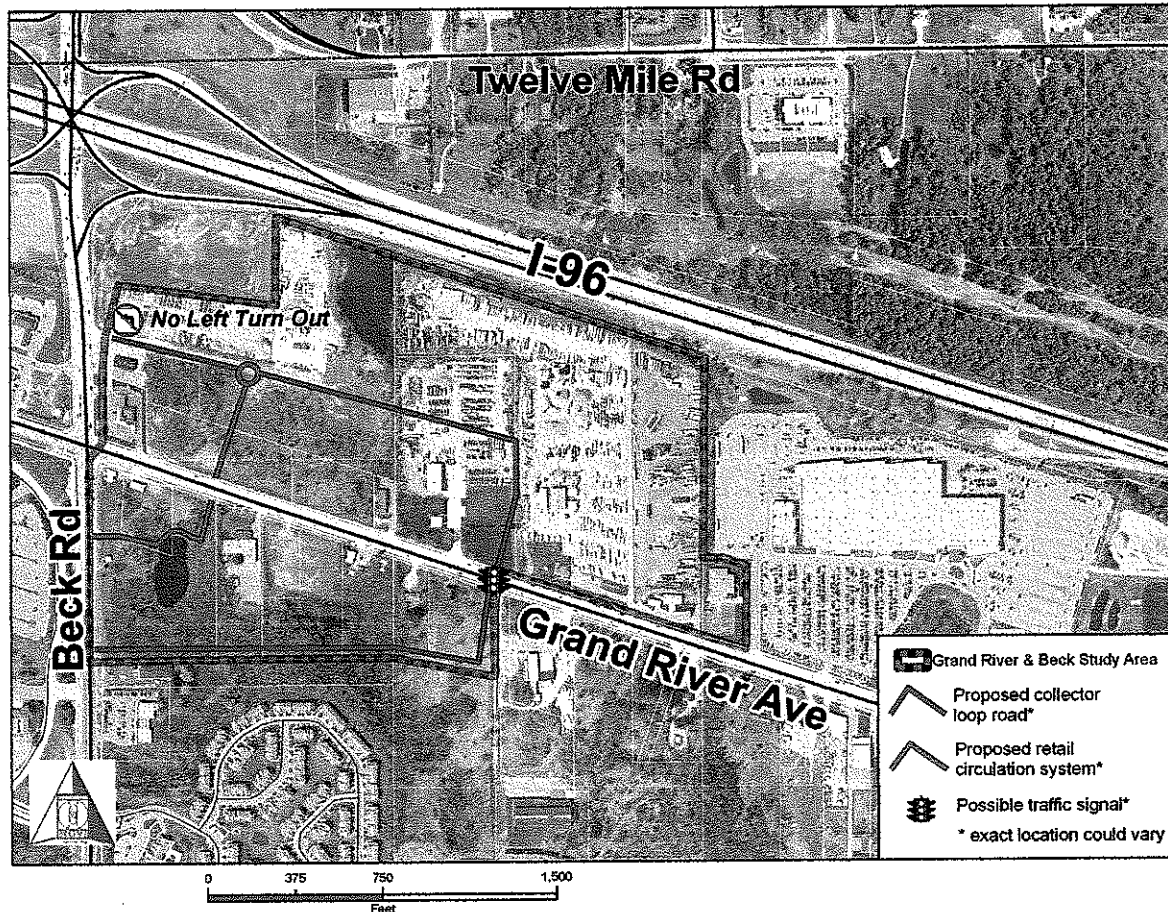 Twelve Mile Rd
I-96
No Left Turn Out
Beck Rd
Grand River Ave
Grand River & Beck Study Area
Proposed collector
loop road*
Proposed retail
circulation system*
Possible traffic signal*
* exact location could vary
0 375 750 1,500
Feet